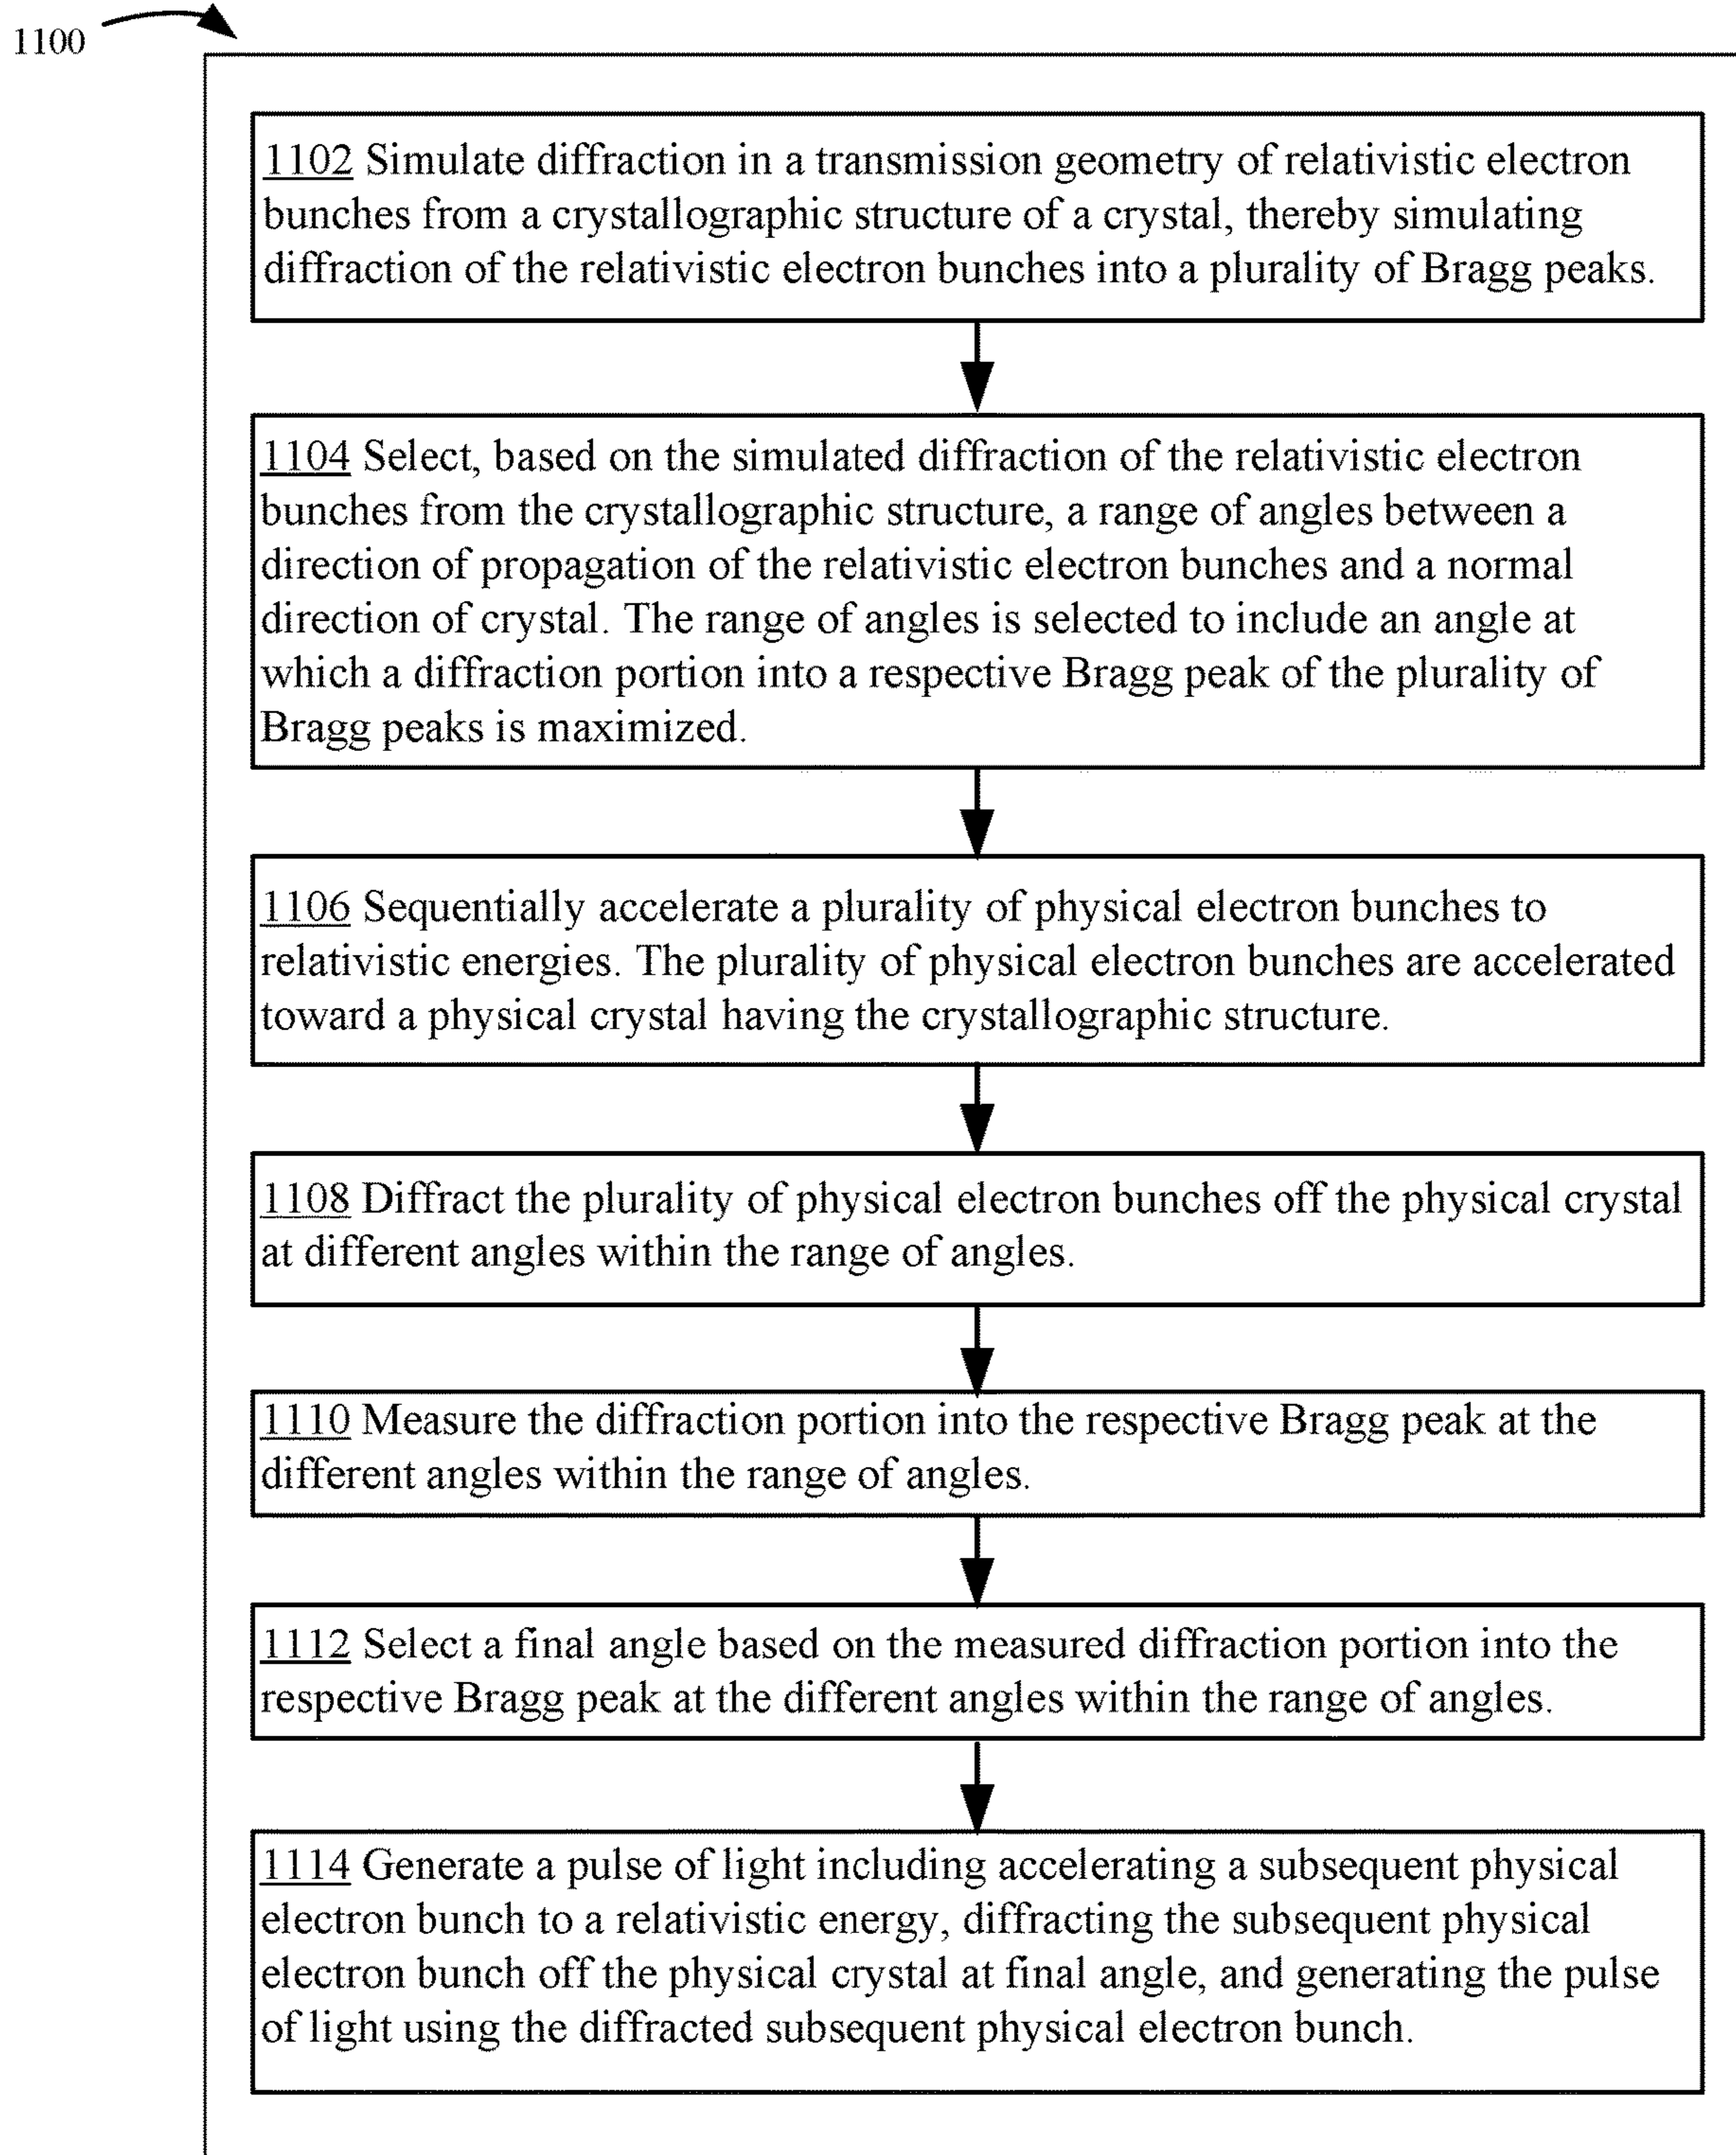 1100
1102 Simulate diffraction in a transmission geometry of relativistic electron
bunches from a crystallographic structure of a crystal, thereby simulating
diffraction of the relativistic electron bunches into a plurality of Bragg peaks.
1104 Select, based on the simulated diffraction of the relativistic electron
bunches from the crystallographic structure, a range of angles between a
direction of propagation of the relativistic electron bunches and a normal
direction of crystal. The range of angles is selected to include an angle at
which a diffraction portion into a respective Bragg peak of the plurality of
Bragg peaks is maximized.
1106 Sequentially accelerate a plurality of physical electron bunches to
relativistic energies. The plurality of physical electron bunches are accelerated
toward a physical crystal having the crystallographic structure.
1108 Diffract the plurality of physical electron bunches off the physical crystal
at different angles within the range of angles.
1110 Measure the diffraction portion into the respective Bragg peak at the
different angles within the range of angles.
1112 Select a final angle based on the measured diffraction portion into the
respective Bragg peak at the different angles within the range of angles.
1114 Generate a pulse of light including accelerating a subsequent physical
electron bunch to a relativistic energy, diffracting the subsequent physical
electron bunch off the physical crystal at final angle, and generating the pulse
of light using the diffracted subsequent physical electron bunch.